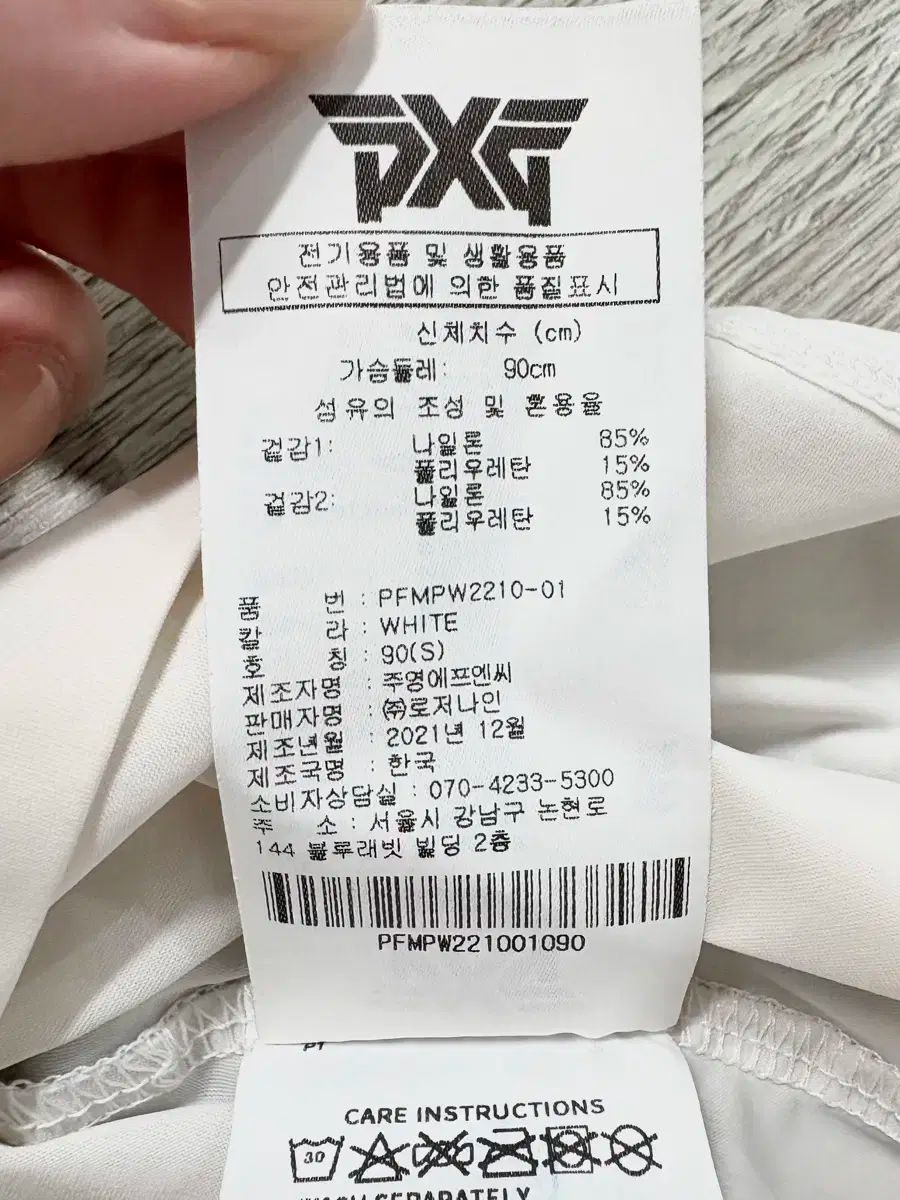 PXG
전기용품 및 생활용품
안전관리법에 의한 품질표시
신체치수 (cm)
가슴둘레: 90cm
섬유의 조성 및 혼용율
겉감1: 나일론 85%
폴리우레탄 15%
겉감2: 나일론 85%
폴리우레탄 15%
품 번 : PFMPW2210-01
칼 라 : WHITE
호 칭 : 90(S)
제조자명 : 주영에프엔씨
판매자명 : ㈜로저나인
제조년월 : 2021년 12월
제조국명 : 한국
소비자상담실 : 070-4233-5300
주 소 : 서울시 강남구 논현로
144 블루래빗 빌딩 2층
PFMPW221001090
CARE INSTRUCTIONS
30
WASH SEPARATELY